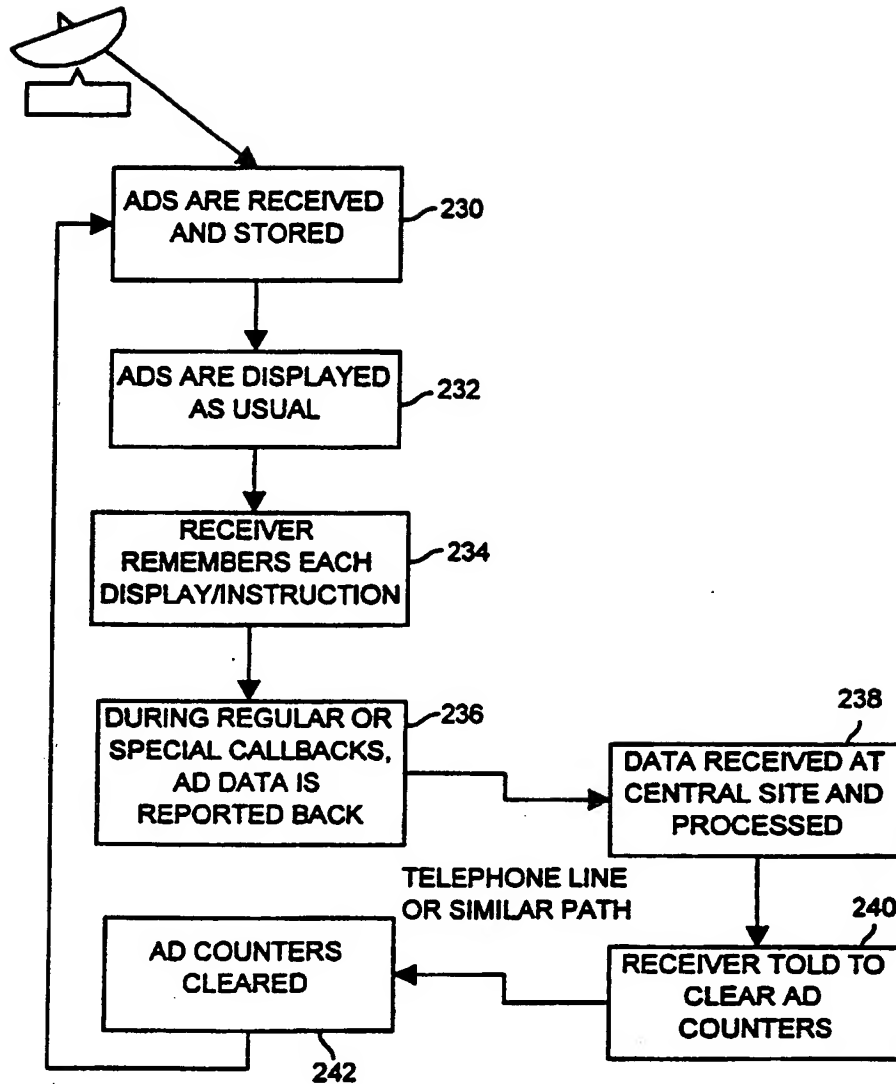 ADS ARE RECEIVED
AND STORED
230
ADS ARE DISPLAYED
AS USUAL
232
RECEIVER
REMEMBERS EACH
DISPLAY/INSTRUCTION
234
DURING REGULAR OR
SPECIAL CALLBACKS,
AD DATA IS
REPORTED BACK
236
238
DATA RECEIVED AT
CENTRAL SITE AND
PROCESSED
TELEPHONE LINE
OR SIMILAR PATH
240
RECEIVER TOLD TO
CLEAR AD
COUNTERS
AD COUNTERS
CLEARED
242